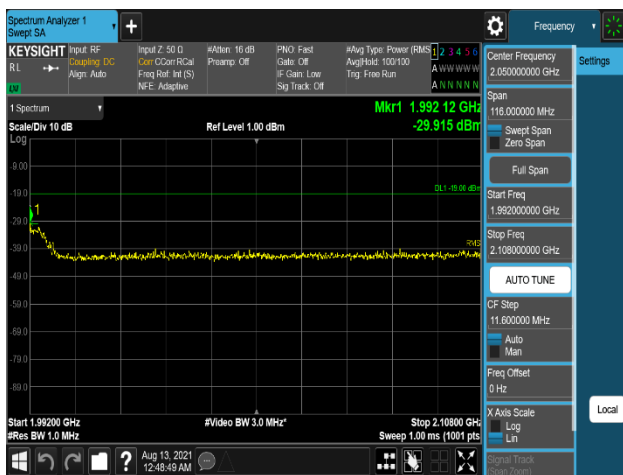 Spectrum Analyzer 1
Swept SA
+
Frequency
KEYSIGHT
RL
LV
Input: RF
Coupling: DC
Align: Auto
Input Z: 50 Ω
Corr CCorr RCal
Freq Ref: Int (S)
NFE: Adaptive
#Atten: 16 dB
Preamp: Off
PNO: Fast
Gate: Off
IF Gain: Low
Sig Track: Off
#Avg Type: Power (RMS
Avg|Hold: 100/100
Trig: Free Run
1 2 3 4 5 6
A W W W W W
A N N N N N
1 Spectrum
Mkr1 1.992 12 GHz
Scale/Div 10 dB
Ref Level 1.00 dBm
-29.915 dBm
Log
-9.00
-19.0
DL1 -19.00 dBm
1
-29.0
-39.0
RMS
-49.0
-59.0
-69.0
-79.0
-89.0
Start 1.99200 GHz
#Video BW 3.0 MHz*
Stop 2.10800 GHz
#Res BW 1.0 MHz
Sweep 1.00 ms (1001 pts
?
Aug 13, 2021
12:48:49 AM
Center Frequency
2.050000000 GHz
Span
116.000000 MHz
Swept Span
Zero Span
Full Span
Start Freq
1.992000000 GHz
Stop Freq
2.108000000 GHz
AUTO TUNE
CF Step
11.600000 MHz
Auto
Man
Freq Offset
0 Hz
X Axis Scale
Log
Lin
Signal Track
(Span Zoom)
Settings
Local